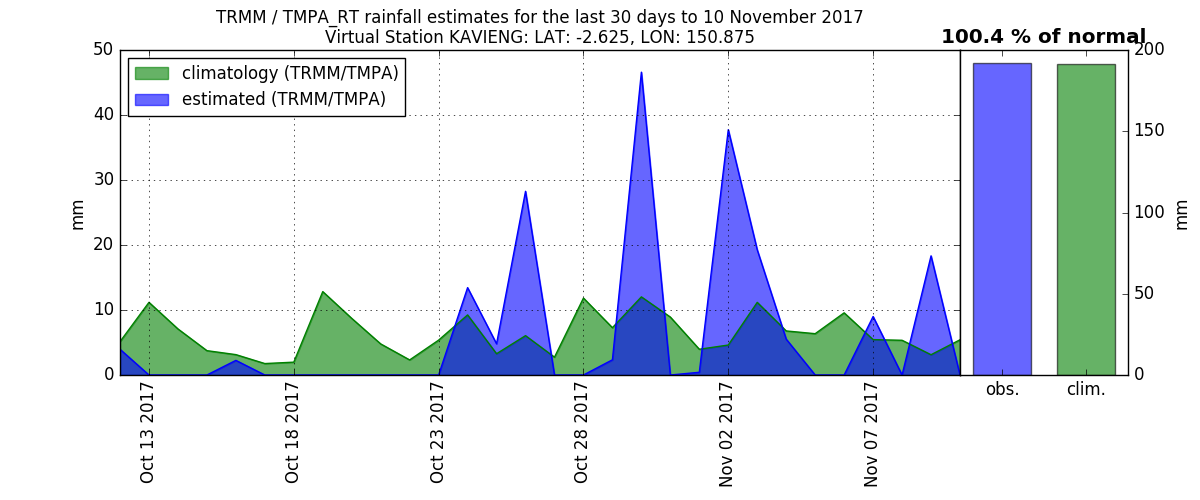 TRMM / TMPA_RT rainfall estimates for the last 30 days to 10 November 2017
Virtual Station KAVIENG: LAT: -2.625, LON: 150.875
100.4 % of normal
climatology (TRMM/TMPA)
estimated (TRMM/TMPA)
50
40
30
20
10
0
mm
Oct 13 2017
Oct 18 2017
Oct 23 2017
Oct 28 2017
Nov 02 2017
Nov 07 2017
obs.
clim.
200
150
100
50
0
mm